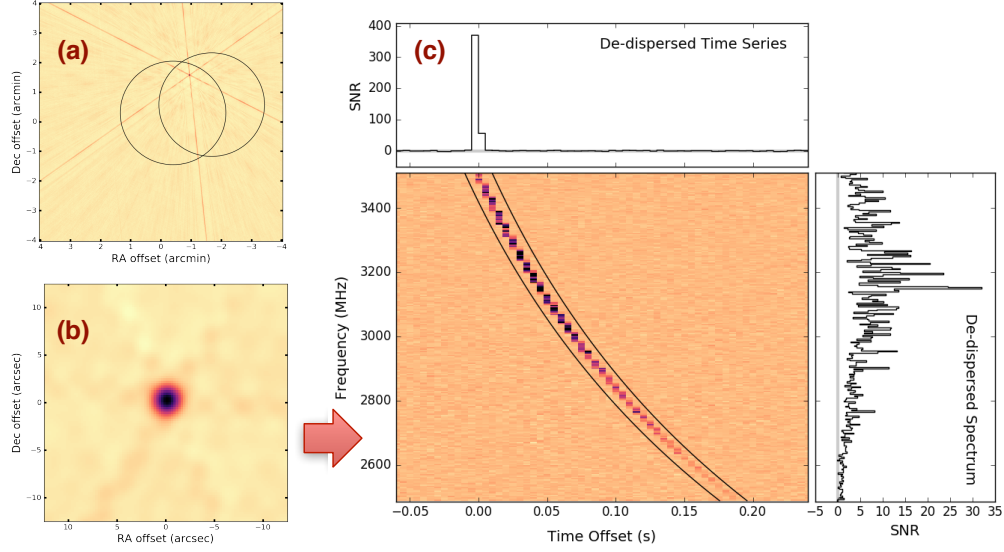 (a)
Dec offset (arcmin)
4
3
2
1
0
−1
−2
−3
−4
4 3 2 1 0 −1 −2 −3 −4
RA offset (arcmin)
(b)
Dec offset (arcsec)
10
5
0
−5
−10
10 5 0 −5 −10
RA offset (arcsec)
(c)
De-dispersed Time Series
SNR
400
300
200
100
0
Frequency (MHz)
3400
3200
3000
2800
2600
−0.05 0.00 0.05 0.10 0.15 0.20
Time Offset (s)
De-dispersed Spectrum
−5 0 5 10 15 20 25 30 35
SNR